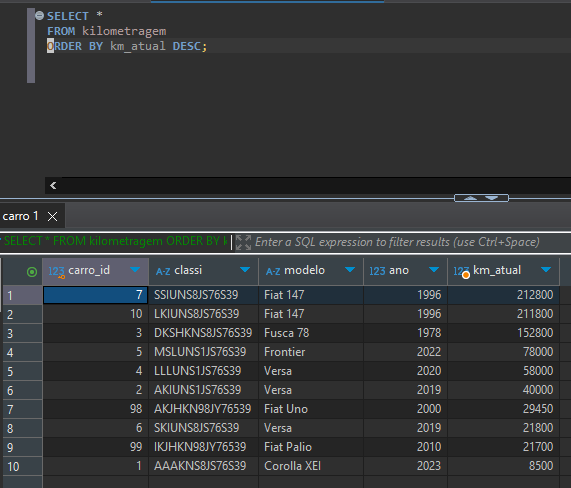 SELECT *
FROM kilometragem
ORDER BY km_atual DESC;
carro 1
SELECT * FROM kilometragem ORDER BY k
Enter a SQL expression to filter results (use Ctrl+Space)
123 carro_id A-Z classi A-Z modelo 123 ano 123 km_atual
1 7 SSIUNS8JS76S39 Fiat 147 1996 212800
2 10 LKIUNS8JS76S39 Fiat 147 1996 211800
3 3 DKSHKNS8JS76S39 Fusca 78 1978 152800
4 5 MSLUNS1JS76S39 Frontier 2022 78000
5 4 LLLUNS1JS76S39 Versa 2020 58000
6 2 AKIUNS1JS76S39 Versa 2019 40000
7 98 AKJHKN98JY76539 Fiat Uno 2000 29450
8 6 SKIUNS8JS76S39 Versa 2019 21800
9 99 IKJHKN98JY76539 Fiat Palio 2010 21700
10 1 AAAKNS8JS76S39 Corolla XEI 2023 8500